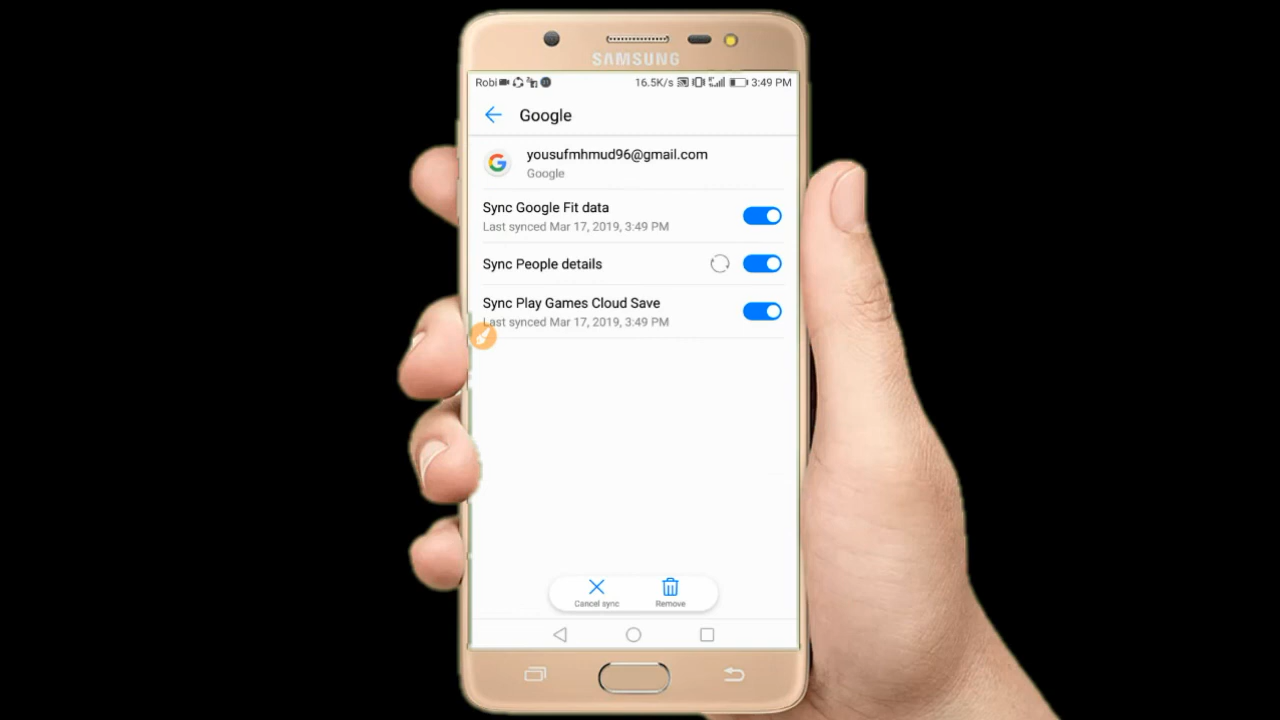 SAMSUNG
Robi 16.5K/s 3:49 PM
Google
yousufmhmud96@gmail.com
Google
Sync Google Fit data
Last synced Mar 17, 2019, 3:49 PM
Sync People details
Sync Play Games Cloud Save
Last synced Mar 17, 2019, 3:49 PM
Cancel sync Remove